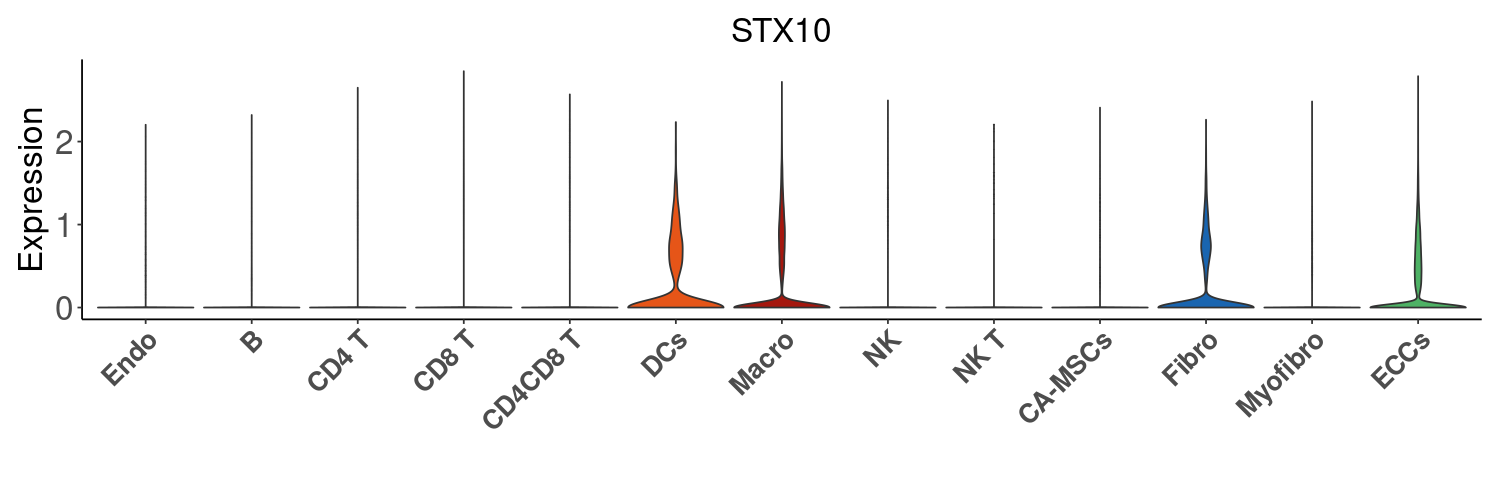 STX10
Expression
2
1
0
Endo
B
CD4 T
CD8 T
CD4CD8 T
DCs
Macro
NK
NK T
CA-MSCs
Fibro
Myofibro
ECCs